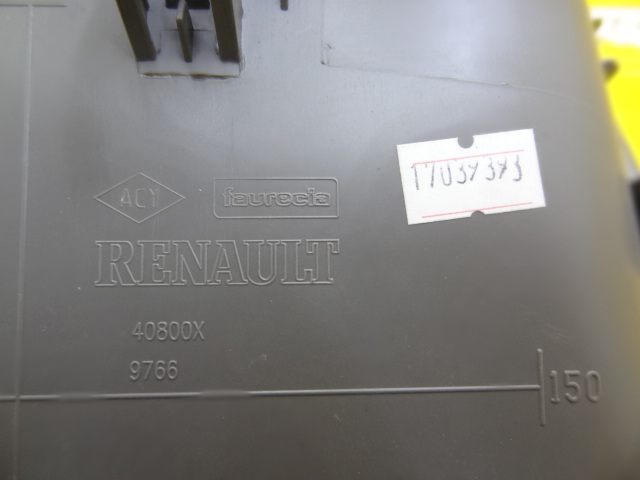 ACY
faurecia
RENAULT
40800X
9766
150